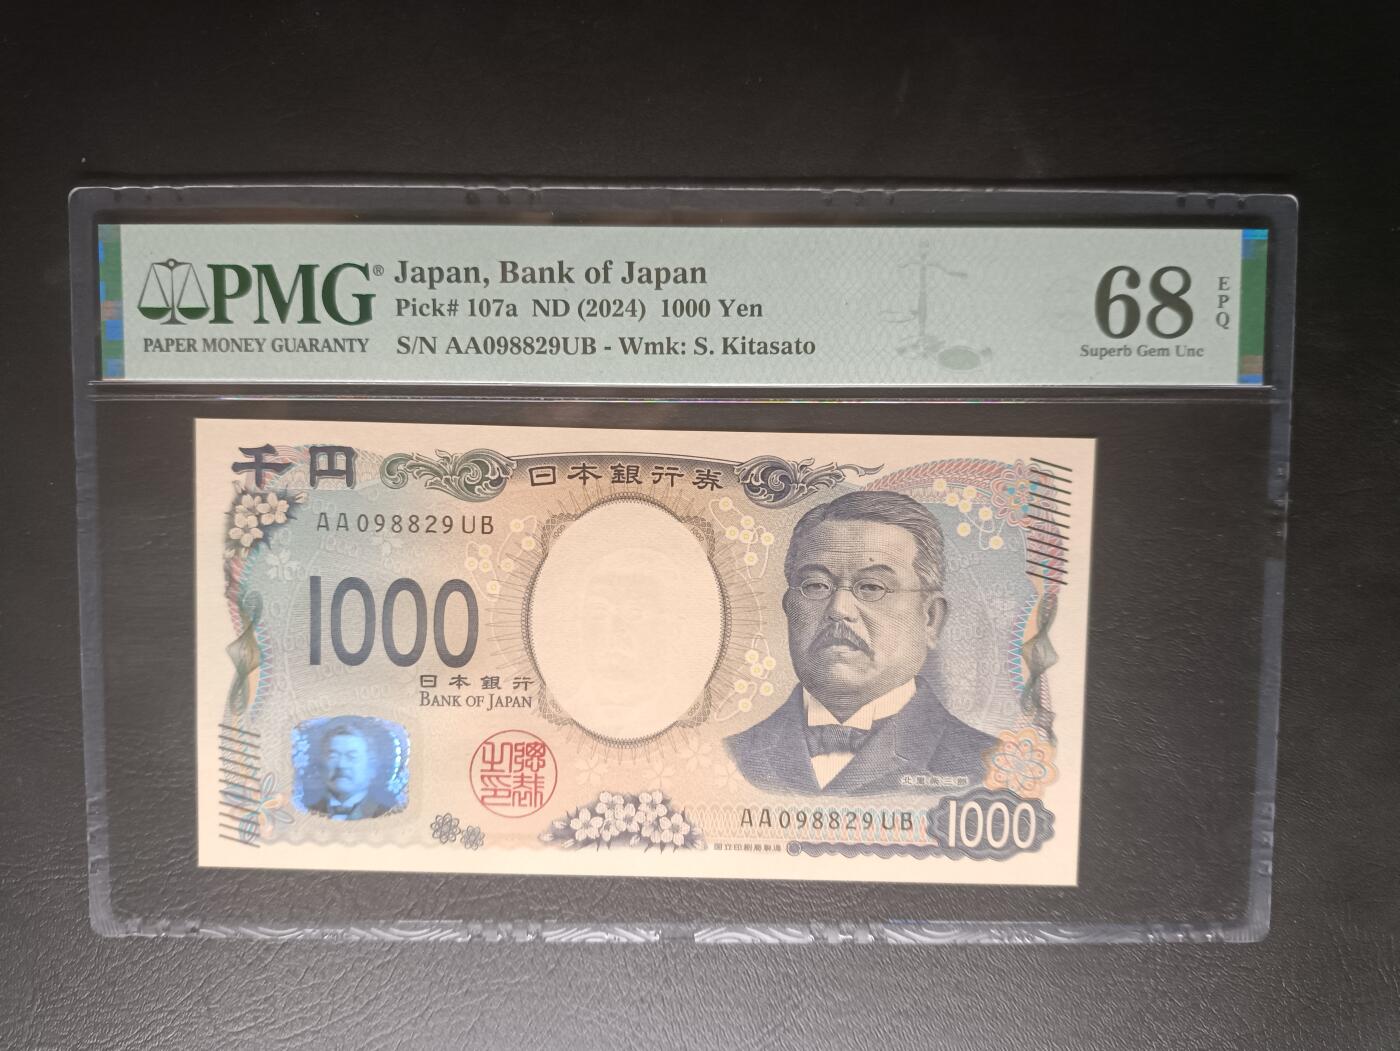 PMG®
PAPER MONEY GUARANTY
Japan, Bank of Japan
Pick# 107a ND (2024) 1000 Yen
S/N AA098829UB - Wmk: S. Kitasato
68
EPQ
Superb Gem Unc
千円
日本銀行券
AA098829UB
1000
日本銀行
BANK OF JAPAN
北里柴三郎
AA098829UB
1000
国立印刷局製造